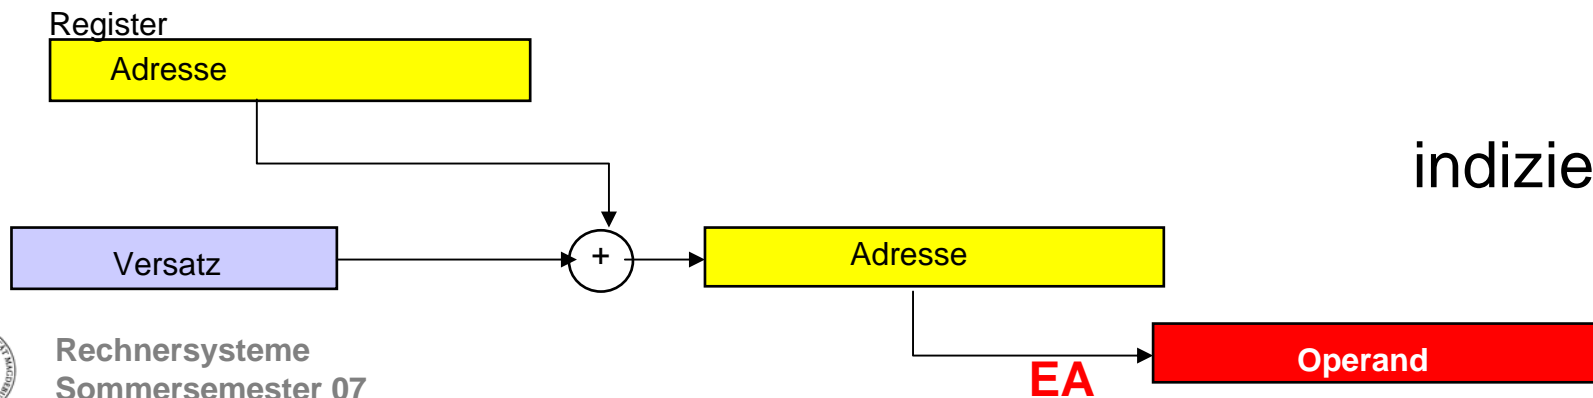 Register
Adresse
indizie
Versatz
+
Adresse
Operand
EA
Rechnersysteme
Sommersemester 07